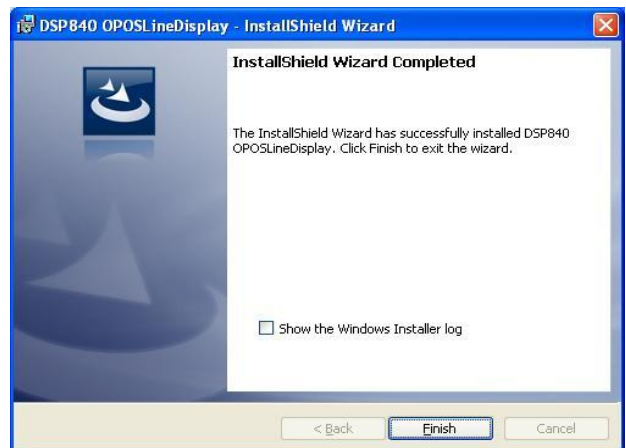 DSP840 OPOSLineDisplay - InstallShield Wizard
InstallShield Wizard Completed
The InstallShield Wizard has successfully installed DSP840
OPOSLineDisplay. Click Finish to exit the wizard.
Show the Windows Installer log
< Back Finish Cancel